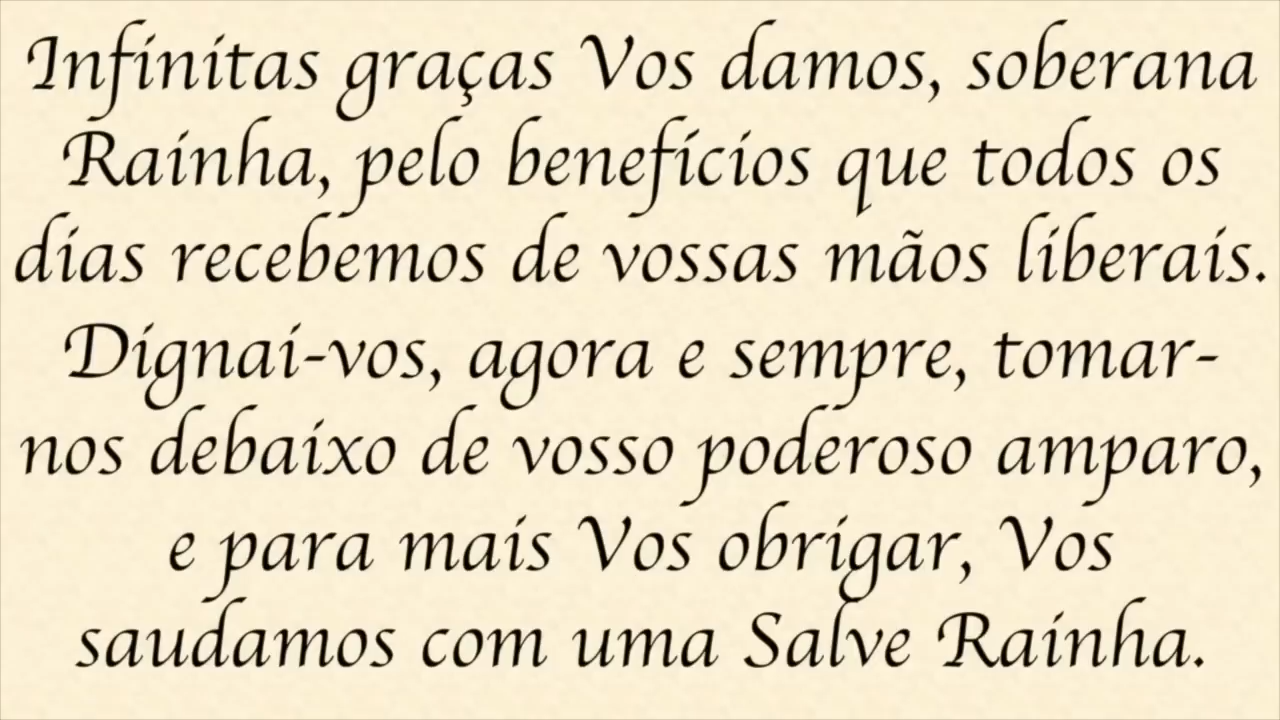 Infinitas graças Vos damos, soberana
Rainha, pelo benefícios que todos os
dias recebemos de vossas mãos liberais.
Dignai-vos, agora e sempre, tomar-
nos debaixo de vosso poderoso amparo,
e para mais Vos obrigar, Vos
saudamos com uma Salve Rainha.